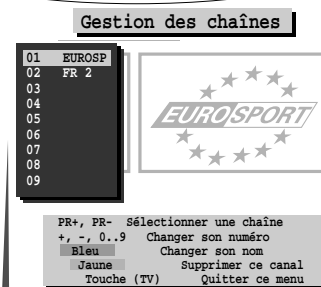 Gestion des chaînes
01 EUROSP
02 FR 2
03
04
05
06
07
08
09
EUROSPORT
PR+, PR- Sélectionner une chaîne
+, -, 0..9 Changer son numéro
Bleu Changer son nom
Jaune Supprimer ce canal
Touche (TV) Quitter ce menu